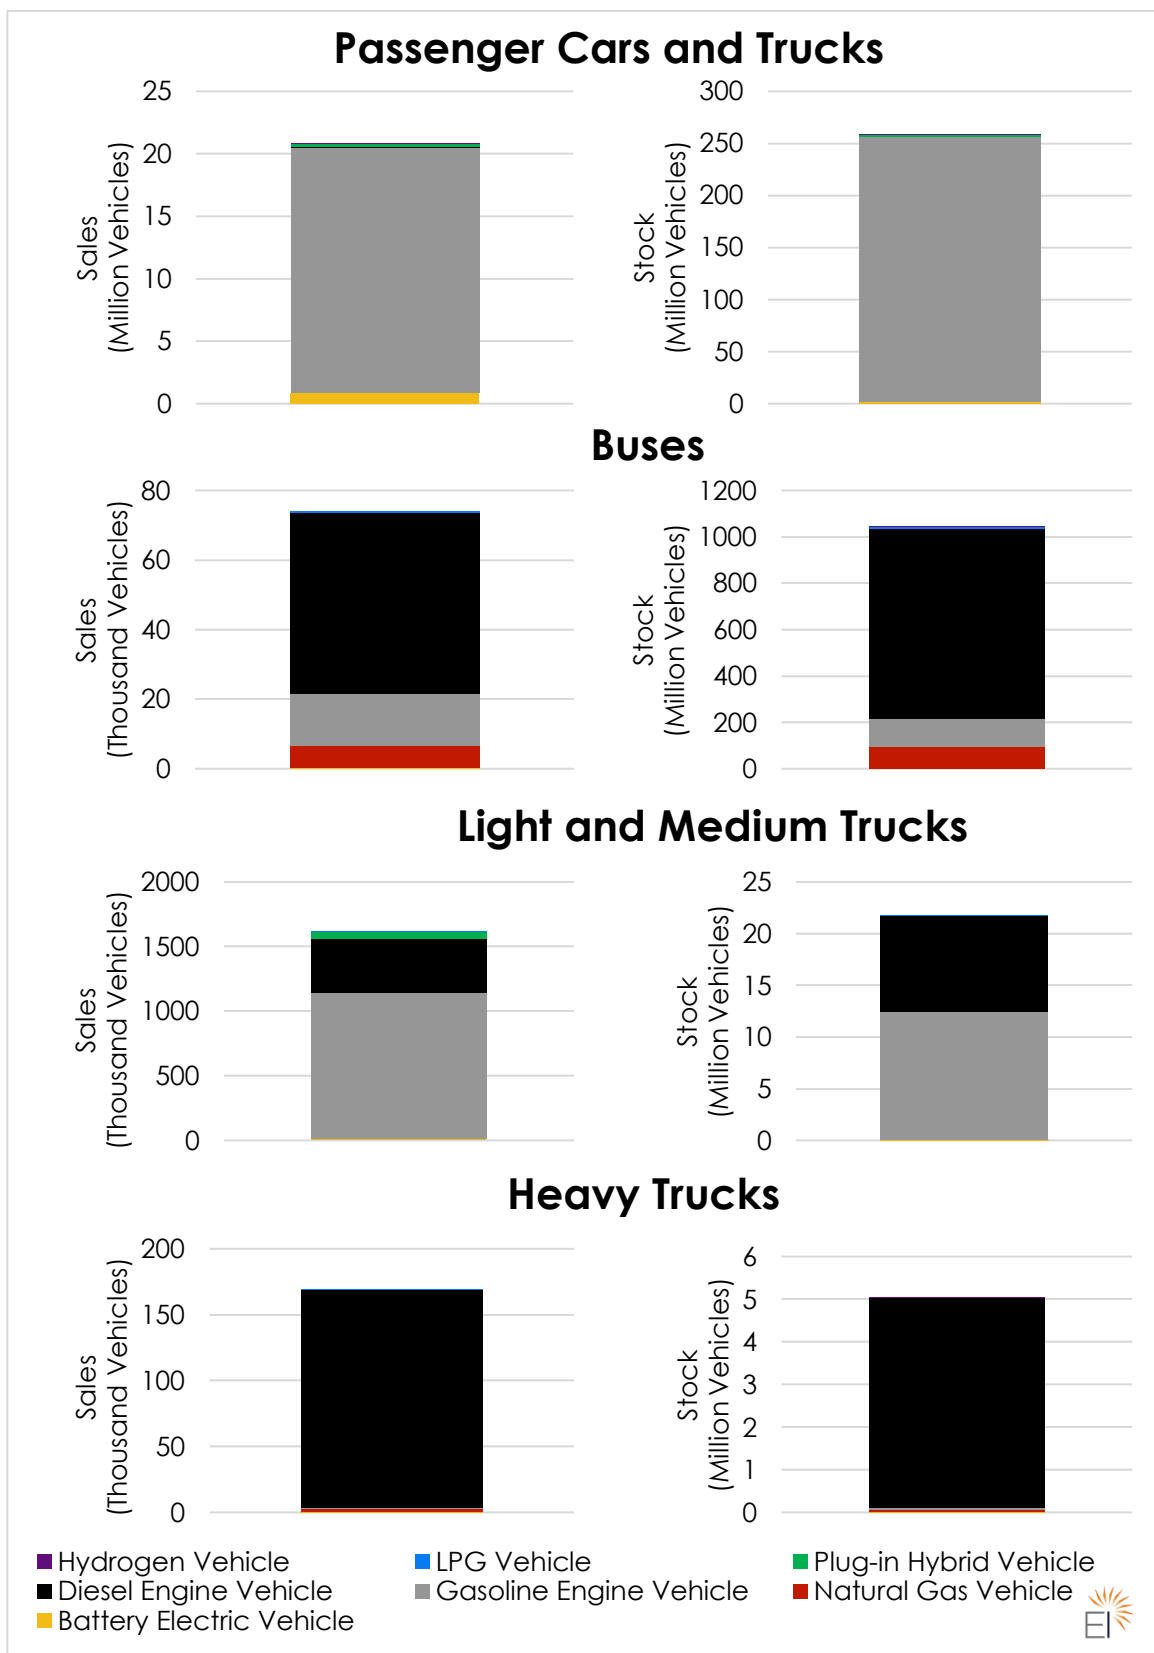 Passenger Cars and Trucks
Sales
(Million Vehicles)
25
20
15
10
5
0
Stock
(Million Vehicles)
300
250
200
150
100
50
0
Buses
Sales
(Thousand Vehicles)
80
60
40
20
0
Stock
(Million Vehicles)
1200
1000
800
600
400
200
0
Light and Medium Trucks
Sales
(Thousand Vehicles)
2000
1500
1000
500
0
Stock
(Million Vehicles)
25
20
15
10
5
0
Heavy Trucks
Sales
(Thousand Vehicles)
200
150
100
50
0
Stock
(Million Vehicles)
6
5
4
3
2
1
0
Hydrogen Vehicle
LPG Vehicle
Plug-in Hybrid Vehicle
Diesel Engine Vehicle
Gasoline Engine Vehicle
Natural Gas Vehicle
Battery Electric Vehicle
EI